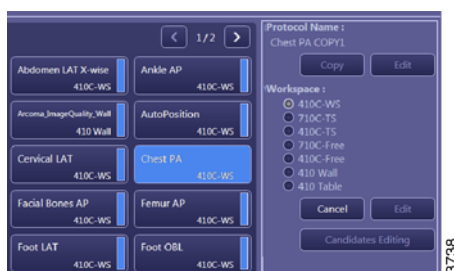 1/2
Abdomen LAT X-wise
410C-WS
Ankle AP
410C-WS
Arcoma_ImageQuality_Wall
410 Wall
AutoPosition
410C-WS
Cervical LAT
410C-WS
Chest PA
410C-WS
Facial Bones AP
410C-WS
Femur AP
410C-WS
Foot LAT
410C-WS
Foot OBL
410C-WS
Protocol Name :
Chest PA COPY1
Copy
Edit
Workspace :
410C-WS
710C-TS
410C-TS
710C-Free
410C-Free
410 Wall
410 Table
Cancel
Edit
Candidates Editing